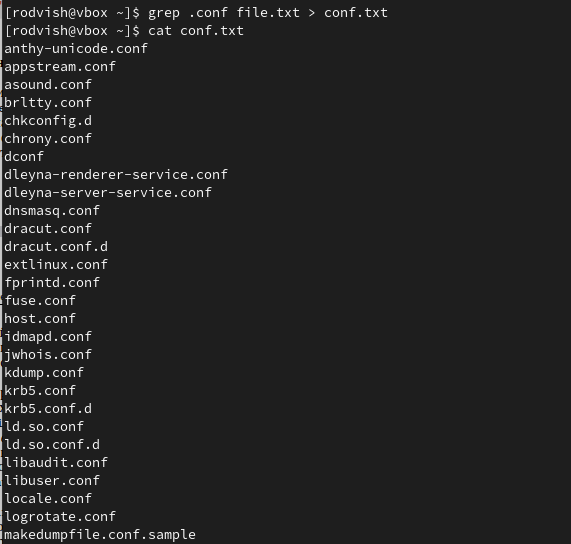 [rodvish@vbox ~]$ grep .conf file.txt > conf.txt
[rodvish@vbox ~]$ cat conf.txt
anthy-unicode.conf
appstream.conf
asound.conf
brltty.conf
chkconfig.d
chrony.conf
dconf
dleyna-renderer-service.conf
dleyna-server-service.conf
dnsmasq.conf
dracut.conf
dracut.conf.d
extlinux.conf
fprintd.conf
fuse.conf
host.conf
idmapd.conf
jwhois.conf
kdump.conf
krb5.conf
krb5.conf.d
ld.so.conf
ld.so.conf.d
libaudit.conf
libuser.conf
locale.conf
logrotate.conf
makedumpfile.conf.sample